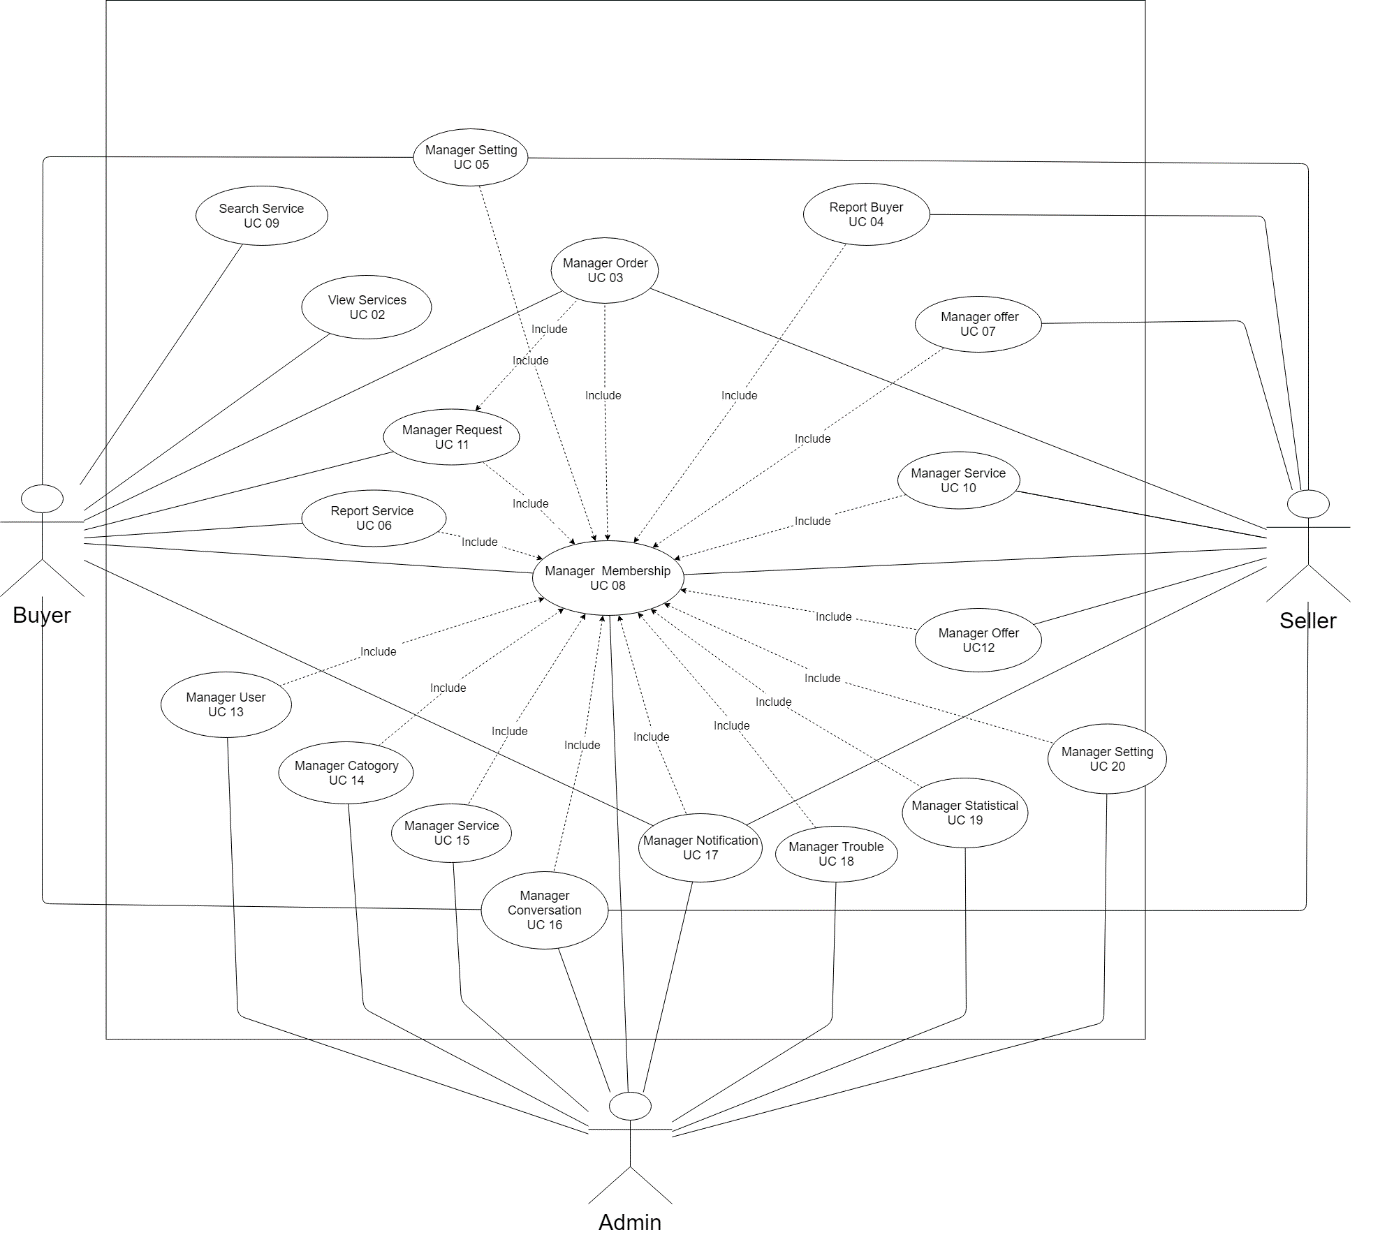 Manager Setting
UC 05
Search Service
UC 09
Report Buyer
UC 04
Manager Order
UC 03
View Services
UC 02
Manager offer
UC 07
Include
Include
Include
Include
Include
Manager Request
UC 11
Manager Service
UC 10
Include
Report Service
UC 06
Include
Include
Manager  Membership
UC 08
Buyer
Seller
Include
Manager Offer
UC12
Include
Include
Include
Manager User
UC 13
Include
Include
Include
Include
Include
Manager Setting
UC 20
Manager Catogory
UC 14
Manager Statistical
UC 19
Manager Service
UC 15
Manager Notification
UC 17
Manager Trouble
UC 18
Manager
Conversation
UC 16
Admin